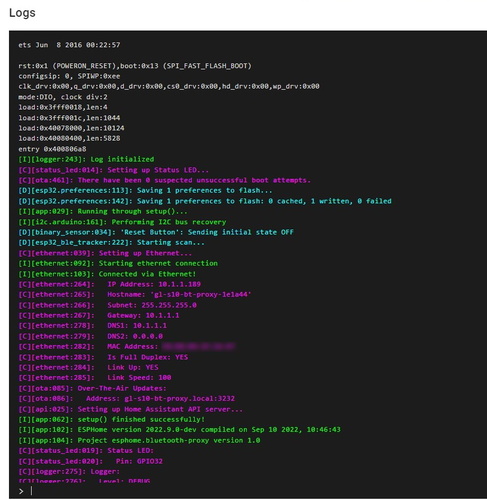 Logs
ets Jun  8 2016 00:22:57
rst:0x1 (POWERON_RESET),boot:0x13 (SPI_FAST_FLASH_BOOT)
configsip: 0, SPIWP:0xee
clk_drv:0x00,q_drv:0x00,d_drv:0x00,cs0_drv:0x00,hd_drv:0x00,wp_drv:0x00
mode:DIO, clock div:2
load:0x3fff0018,len:4
load:0x3fff001c,len:1044
load:0x40078000,len:10124
load:0x40080400,len:5828
entry 0x400806a8
[I][logger:243]: Log initialized
[C][status_led:014]: Setting up Status LED...
[C][ota:461]: There have been 0 suspected unsuccessful boot attempts.
[D][esp32.preferences:113]: Saving 1 preferences to flash...
[D][esp32.preferences:142]: Saving 1 preferences to flash: 0 cached, 1 written, 0 failed
[I][app:029]: Running through setup()...
[I][i2c.arduino:161]: Performing I2C bus recovery
[D][binary_sensor:034]: 'Reset Button': Sending initial state OFF
[D][esp32_ble_tracker:222]: Starting scan...
[C][ethernet:039]: Setting up Ethernet...
[I][ethernet:092]: Starting ethernet connection
[I][ethernet:103]: Connected via Ethernet!
[C][ethernet:264]:   IP Address: 10.1.1.189
[C][ethernet:265]:   Hostname: 'gl-s10-bt-proxy-1e1a44'
[C][ethernet:266]:   Subnet: 255.255.255.0
[C][ethernet:267]:   Gateway: 10.1.1.1
[C][ethernet:278]:   DNS1: 10.1.1.1
[C][ethernet:279]:   DNS2: 0.0.0.0
[C][ethernet:282]:   MAC Address:
[C][ethernet:283]:   Is Full Duplex: YES
[C][ethernet:284]:   Link Up: YES
[C][ethernet:285]:   Link Speed: 100
[C][ota:085]: Over-The-Air Updates:
[C][ota:086]:   Address: gl-s10-bt-proxy.local:3232
[C][api:025]: Setting up Home Assistant API server...
[I][app:062]: setup() finished successfully!
[I][app:102]: ESPHome version 2022.9.0-dev compiled on Sep 10 2022, 10:46:43
[I][app:104]: Project esphome.bluetooth-proxy version 1.0
[C][status_led:019]: Status LED:
[C][status_led:020]:   Pin: GPIO32
[C][logger:275]: Logger:
[C][logger:276]:   Level: DEBUG
>